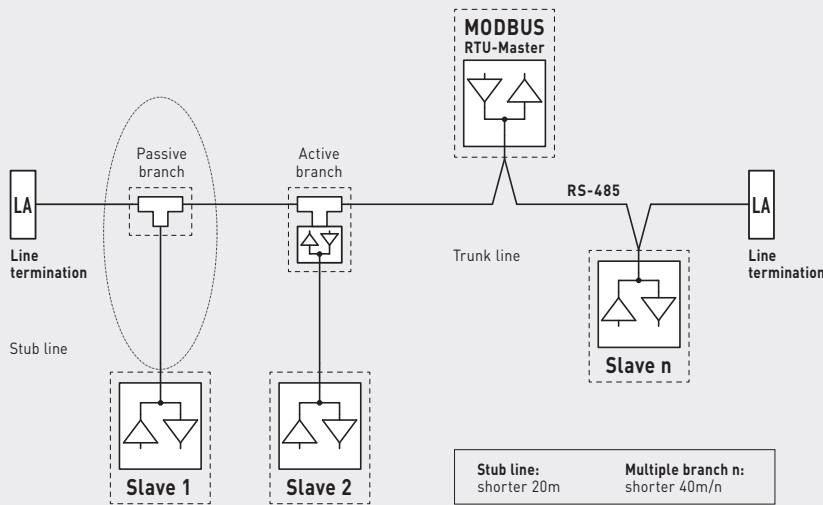 MODBUS
RTU-Master
Passive
branch
Active
branch
RS-485
LA
LA
Line
termination
Trunk line
Line
termination
Stub line
Slave n
Slave 1
Slave 2
Stub line:
shorter 20m
Multiple branch n:
shorter 40m/n